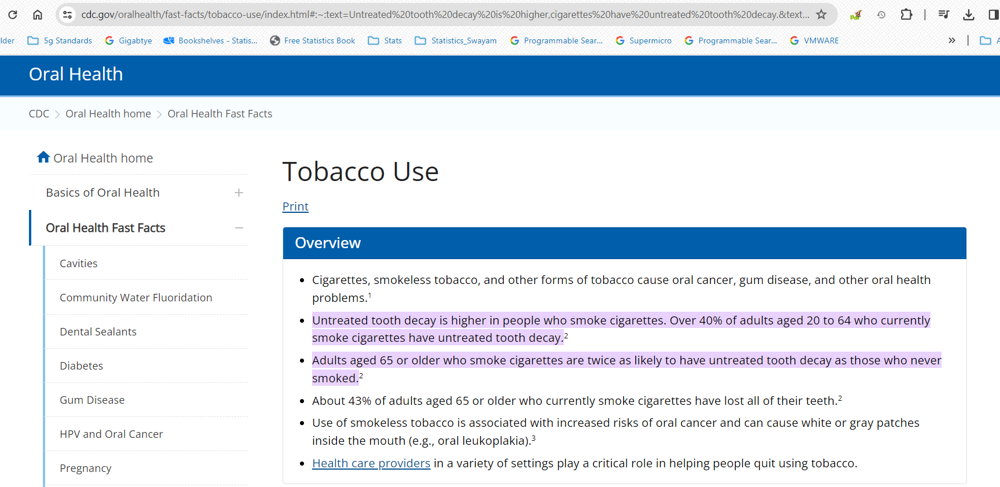 cdc.gov/oralhealth/fast-facts/tobacco-use/index.html#:~:text=Untreated%20tooth%20decay%20is%20higher,cigarettes%20have%20untreated%20tooth%20decay.&text...
lder 5g Standards Gigabtye Bookshelves - Statis... Free Statistics Book Stats Statistics_Swayam Programmable Sear... Supermicro Programmable Sear... VMWARE » A
Oral Health
CDC > Oral Health home > Oral Health Fast Facts
Oral Health home
Basics of Oral Health +
Oral Health Fast Facts −
Cavities
Community Water Fluoridation
Dental Sealants
Diabetes
Gum Disease
HPV and Oral Cancer
Pregnancy
Tobacco Use
Print
Overview
• Cigarettes, smokeless tobacco, and other forms of tobacco cause oral cancer, gum disease, and other oral health
problems.¹
• Untreated tooth decay is higher in people who smoke cigarettes. Over 40% of adults aged 20 to 64 who currently
smoke cigarettes have untreated tooth decay.²
• Adults aged 65 or older who smoke cigarettes are twice as likely to have untreated tooth decay as those who never
smoked.²
• About 43% of adults aged 65 or older who currently smoke cigarettes have lost all of their teeth.²
• Use of smokeless tobacco is associated with increased risks of oral cancer and can cause white or gray patches
inside the mouth (e.g., oral leukoplakia).³
• Health care providers in a variety of settings play a critical role in helping people quit using tobacco.